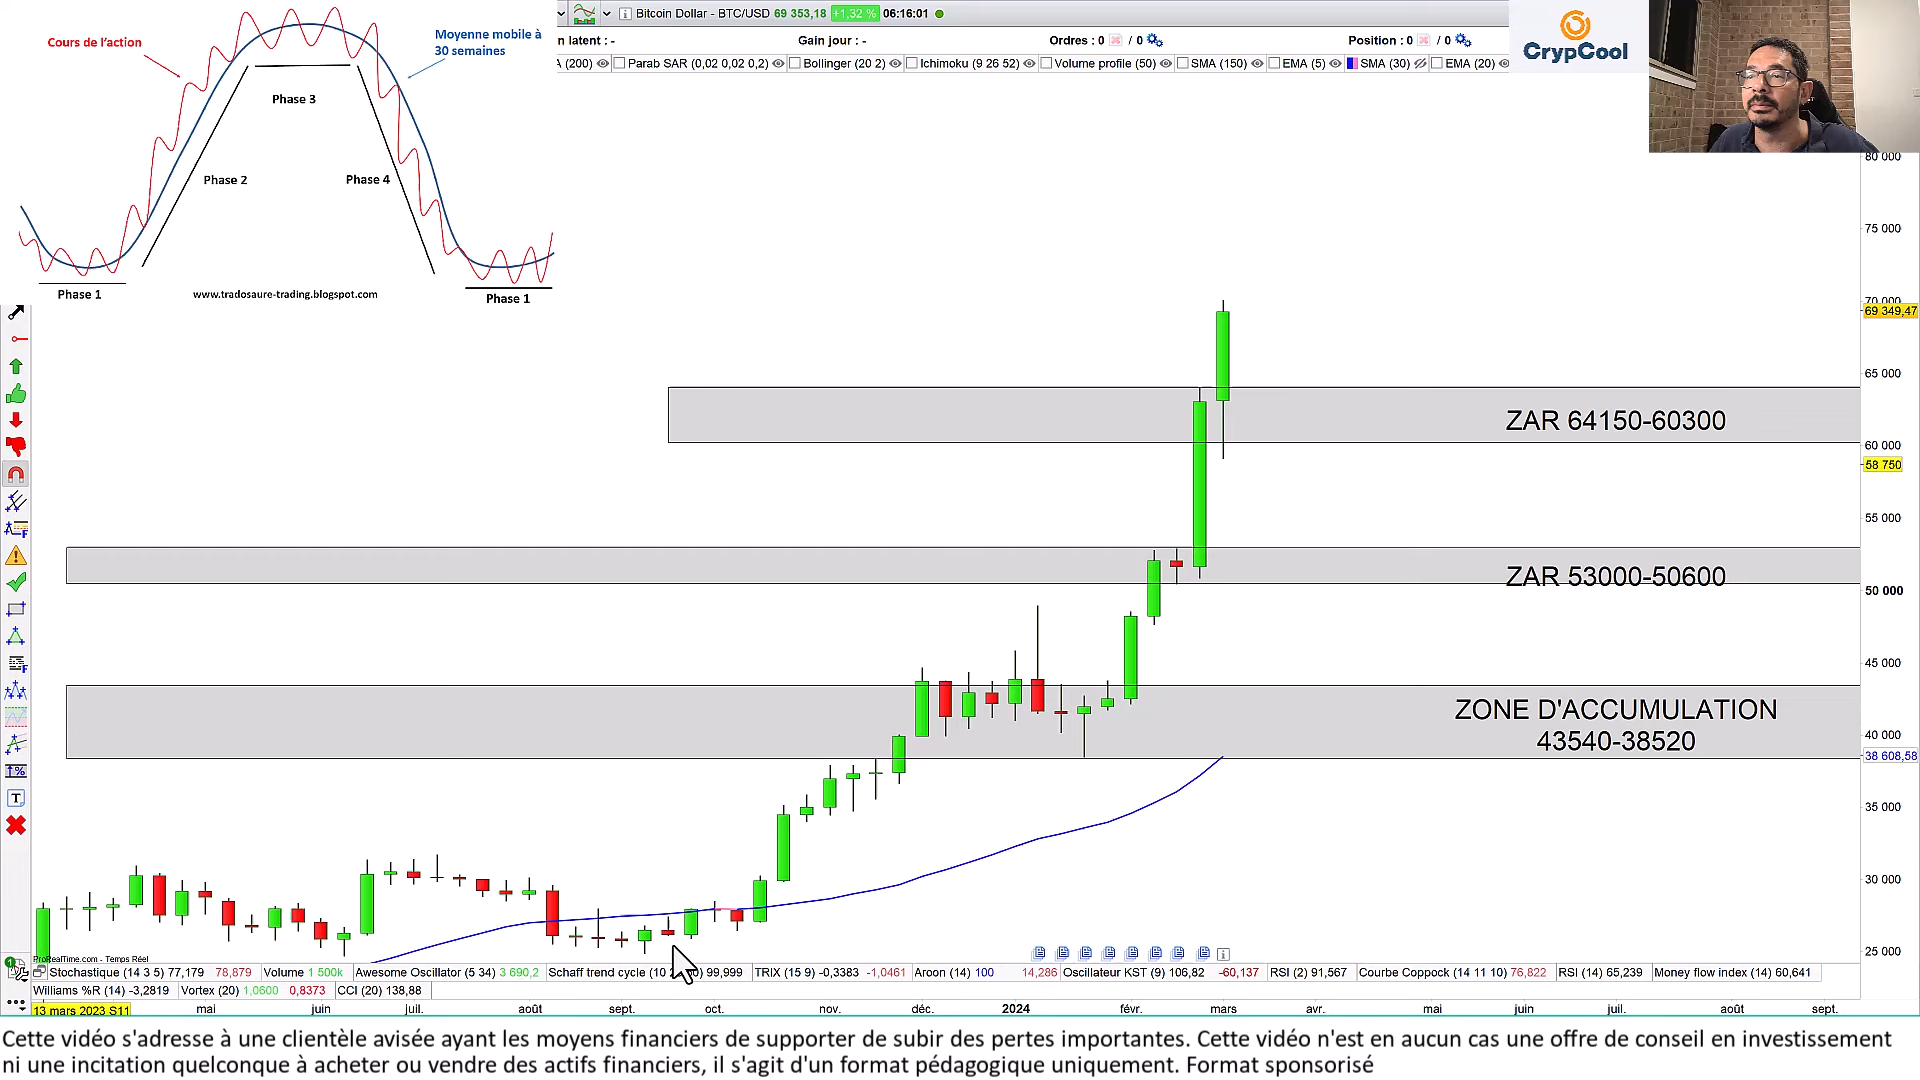 Cours de l'action
Moyenne mobile à
30 semaines
Phase 3
Phase 2
Phase 4
Phase 1
Phase 1
www.tradosaure-trading.blogspot.com
Bitcoin Dollar - BTC/USD 69 353,18 +1,32 % 06:16:01
n latent : -
Gain jour : -
Ordres : 0 / 0
Position : 0 / 0
A (200) Parab SAR (0,02 0,02 0,2) Bollinger (20 2) Ichimoku (9 26 52) Volume profile (50) SMA (150) EMA (5) SMA (30) EMA (20)
CrypCool
80 000
75 000
70 000
69 349,47
65 000
ZAR 64150-60300
60 000
58 750
55 000
ZAR 53000-50600
50 000
45 000
ZONE D'ACCUMULATION
43540-38520
40 000
38 608,58
35 000
30 000
25 000
ProRealTime.com - Temps Réel
Stochastique (14 3 5) 77,179 78,879 Volume 1 500k Awesome Oscillator (5 34) 3 690,2 Schaff trend cycle (10 99,999 TRIX (15 9) -0,3383 -1,0461 Aroon (14) 100 14,286 Oscillateur KST (9) 106,82 -60,137 RSI (2) 91,567 Courbe Coppock (14 11 10) 76,822 RSI (14) 65,239 Money flow index (14) 60,641
Williams %R (14) -3,2819 Vortex (20) 1,0600 0,8373 CCI (20) 138,88
13 mars 2023 S11 mai juin juil. août sept. oct. nov. déc. 2024 févr. mars avr. mai juin juil. août sept.
Cette vidéo s'adresse à une clientèle avisée ayant les moyens financiers de supporter de subir des pertes importantes. Cette vidéo n'est en aucun cas une offre de conseil en investissement
ni une incitation quelconque à acheter ou vendre des actifs financiers, il s'agit d'un format pédagogique uniquement. Format sponsorisé